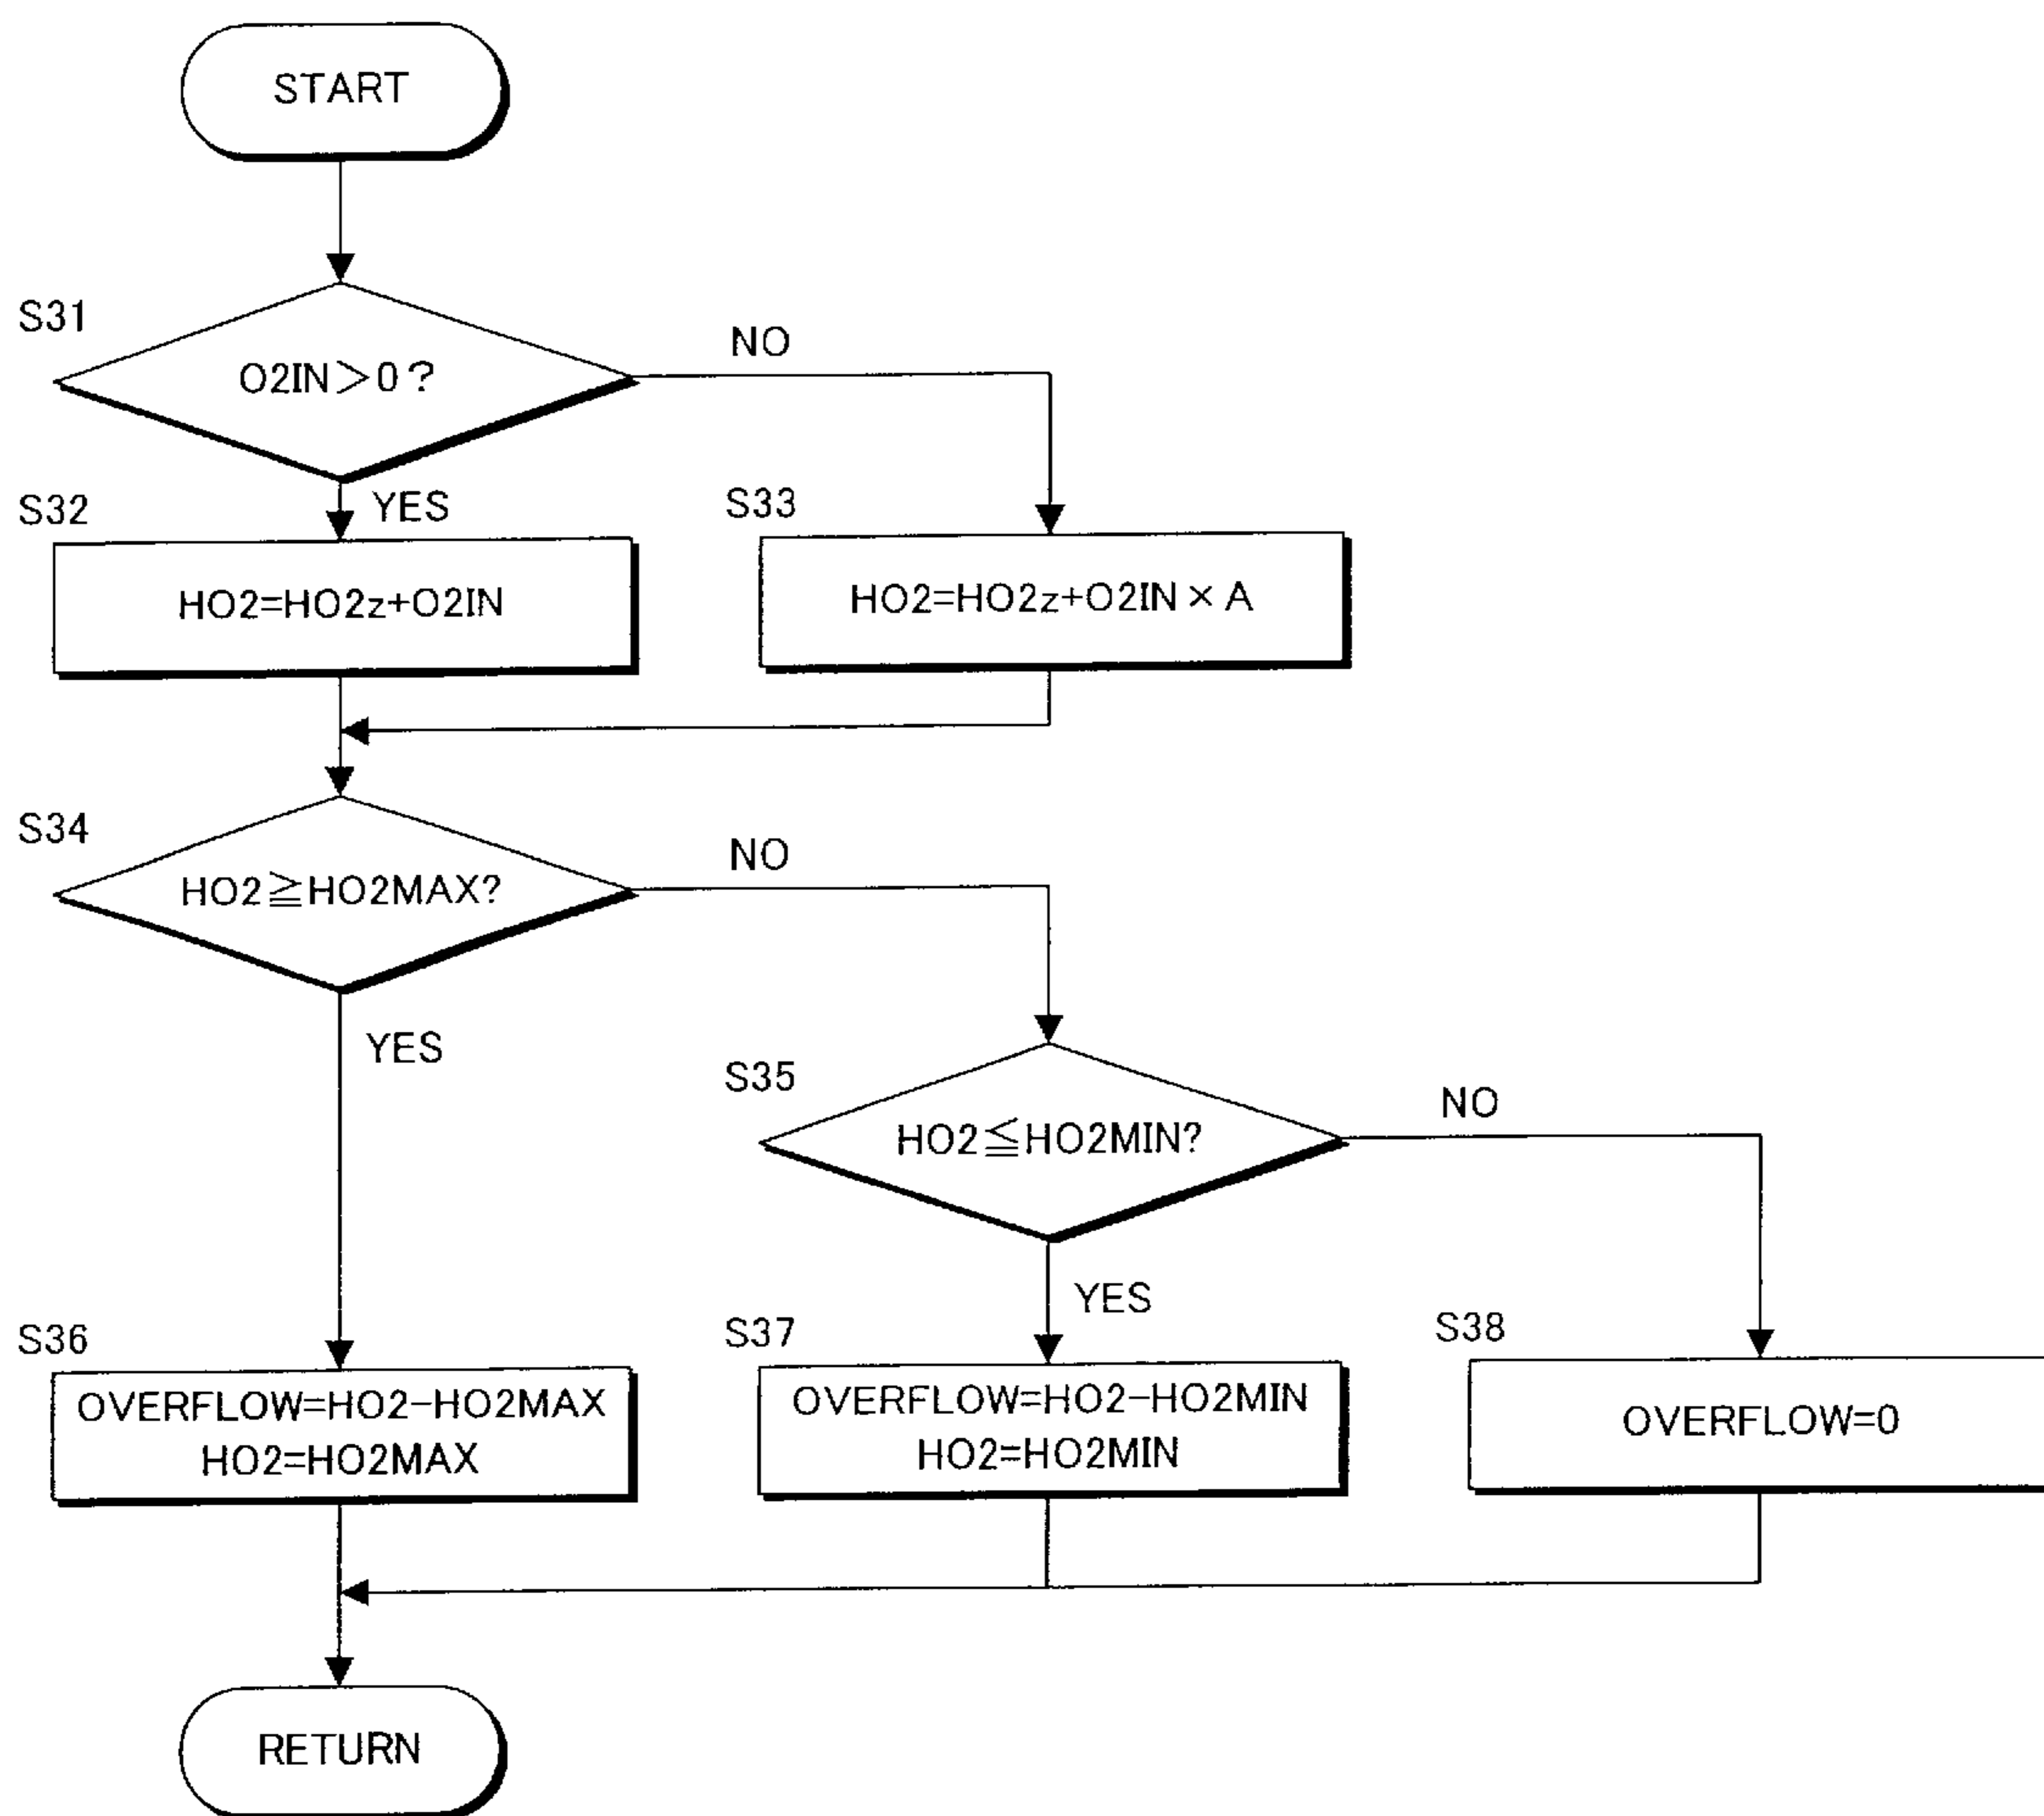 START
S31
O2IN>0?
NO
YES
S32
HO2=HO2z+O2IN
S33
HO2=HO2z+O2IN×A
S34
HO2≧HO2MAX?
NO
YES
S35
HO2≦HO2MIN?
NO
YES
S36
OVERFLOW=HO2-HO2MAX
HO2=HO2MAX
S37
OVERFLOW=HO2-HO2MIN
HO2=HO2MIN
S38
OVERFLOW=0
RETURN